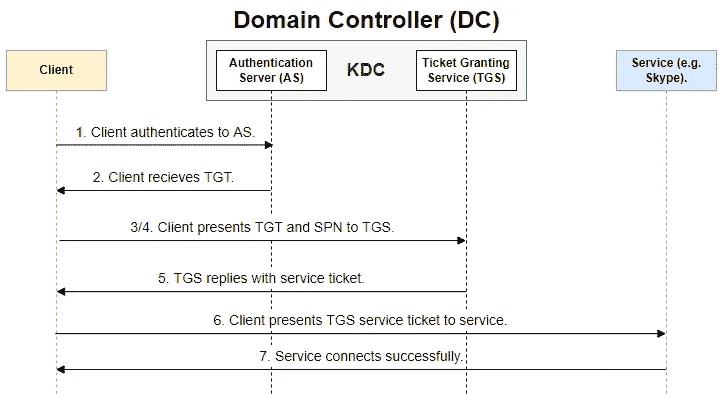 Domain Controller (DC)
Client
Authentication
Server (AS)
KDC
Ticket Granting
Service (TGS)
Service (e.g.
Skype).
1. Client authenticates to AS.
2. Client recieves TGT.
3/4. Client presents TGT and SPN to TGS.
5. TGS replies with service ticket.
6. Client presents TGS service ticket to service.
7. Service connects successfully.